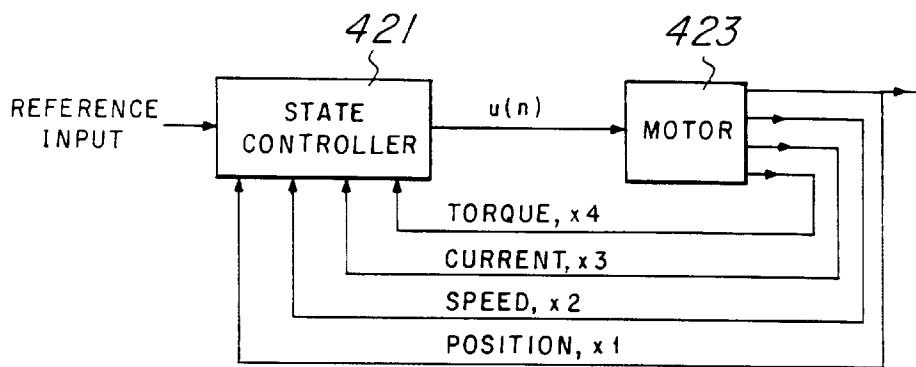 421
423
REFERENCE
INPUT
STATE
CONTROLLER
u(n)
MOTOR
TORQUE, x4
CURRENT, x3
SPEED, x2
POSITION, x1